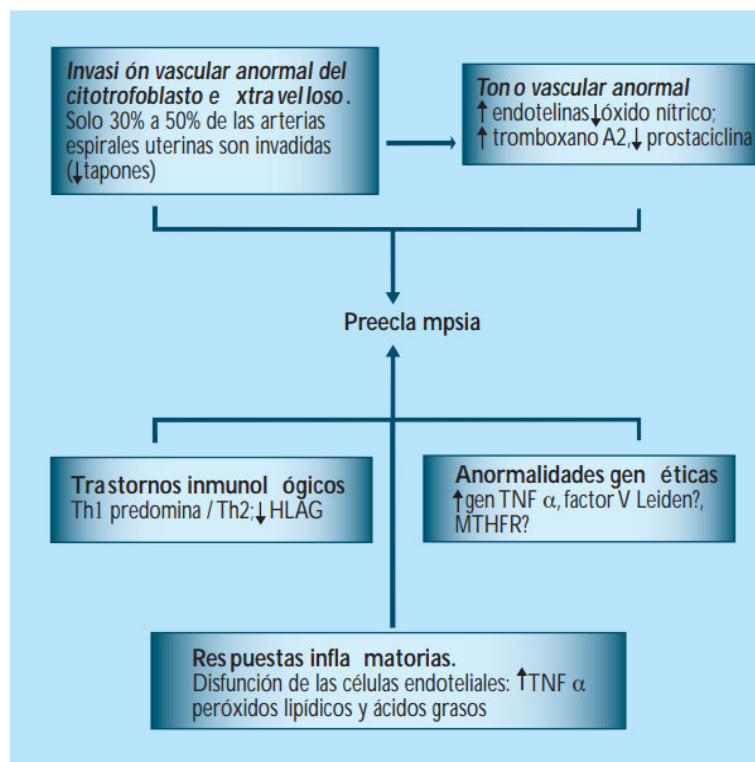 Invasi ón vascular anormal del
citotrofoblasto e xtravel loso.
Solo 30% a 50% de las arterias
espirales uterinas son invadidas
(↓tapones)
Ton o vascular anormal
↑ endotelinas ↓óxido nítrico;
↑ tromboxano A2, ↓ prostaciclina
Preecla mpsia
Tra stornos inmunol ógicos
Th1 predomina / Th2; ↓ HLAG
Anormalidades gen éticas
↑gen TNF α, factor V Leiden?,
MTHFR?
Res puestas infla matorias.
Disfunción de las células endoteliales: ↑TNF α
peróxidos lipídicos y ácidos grasos